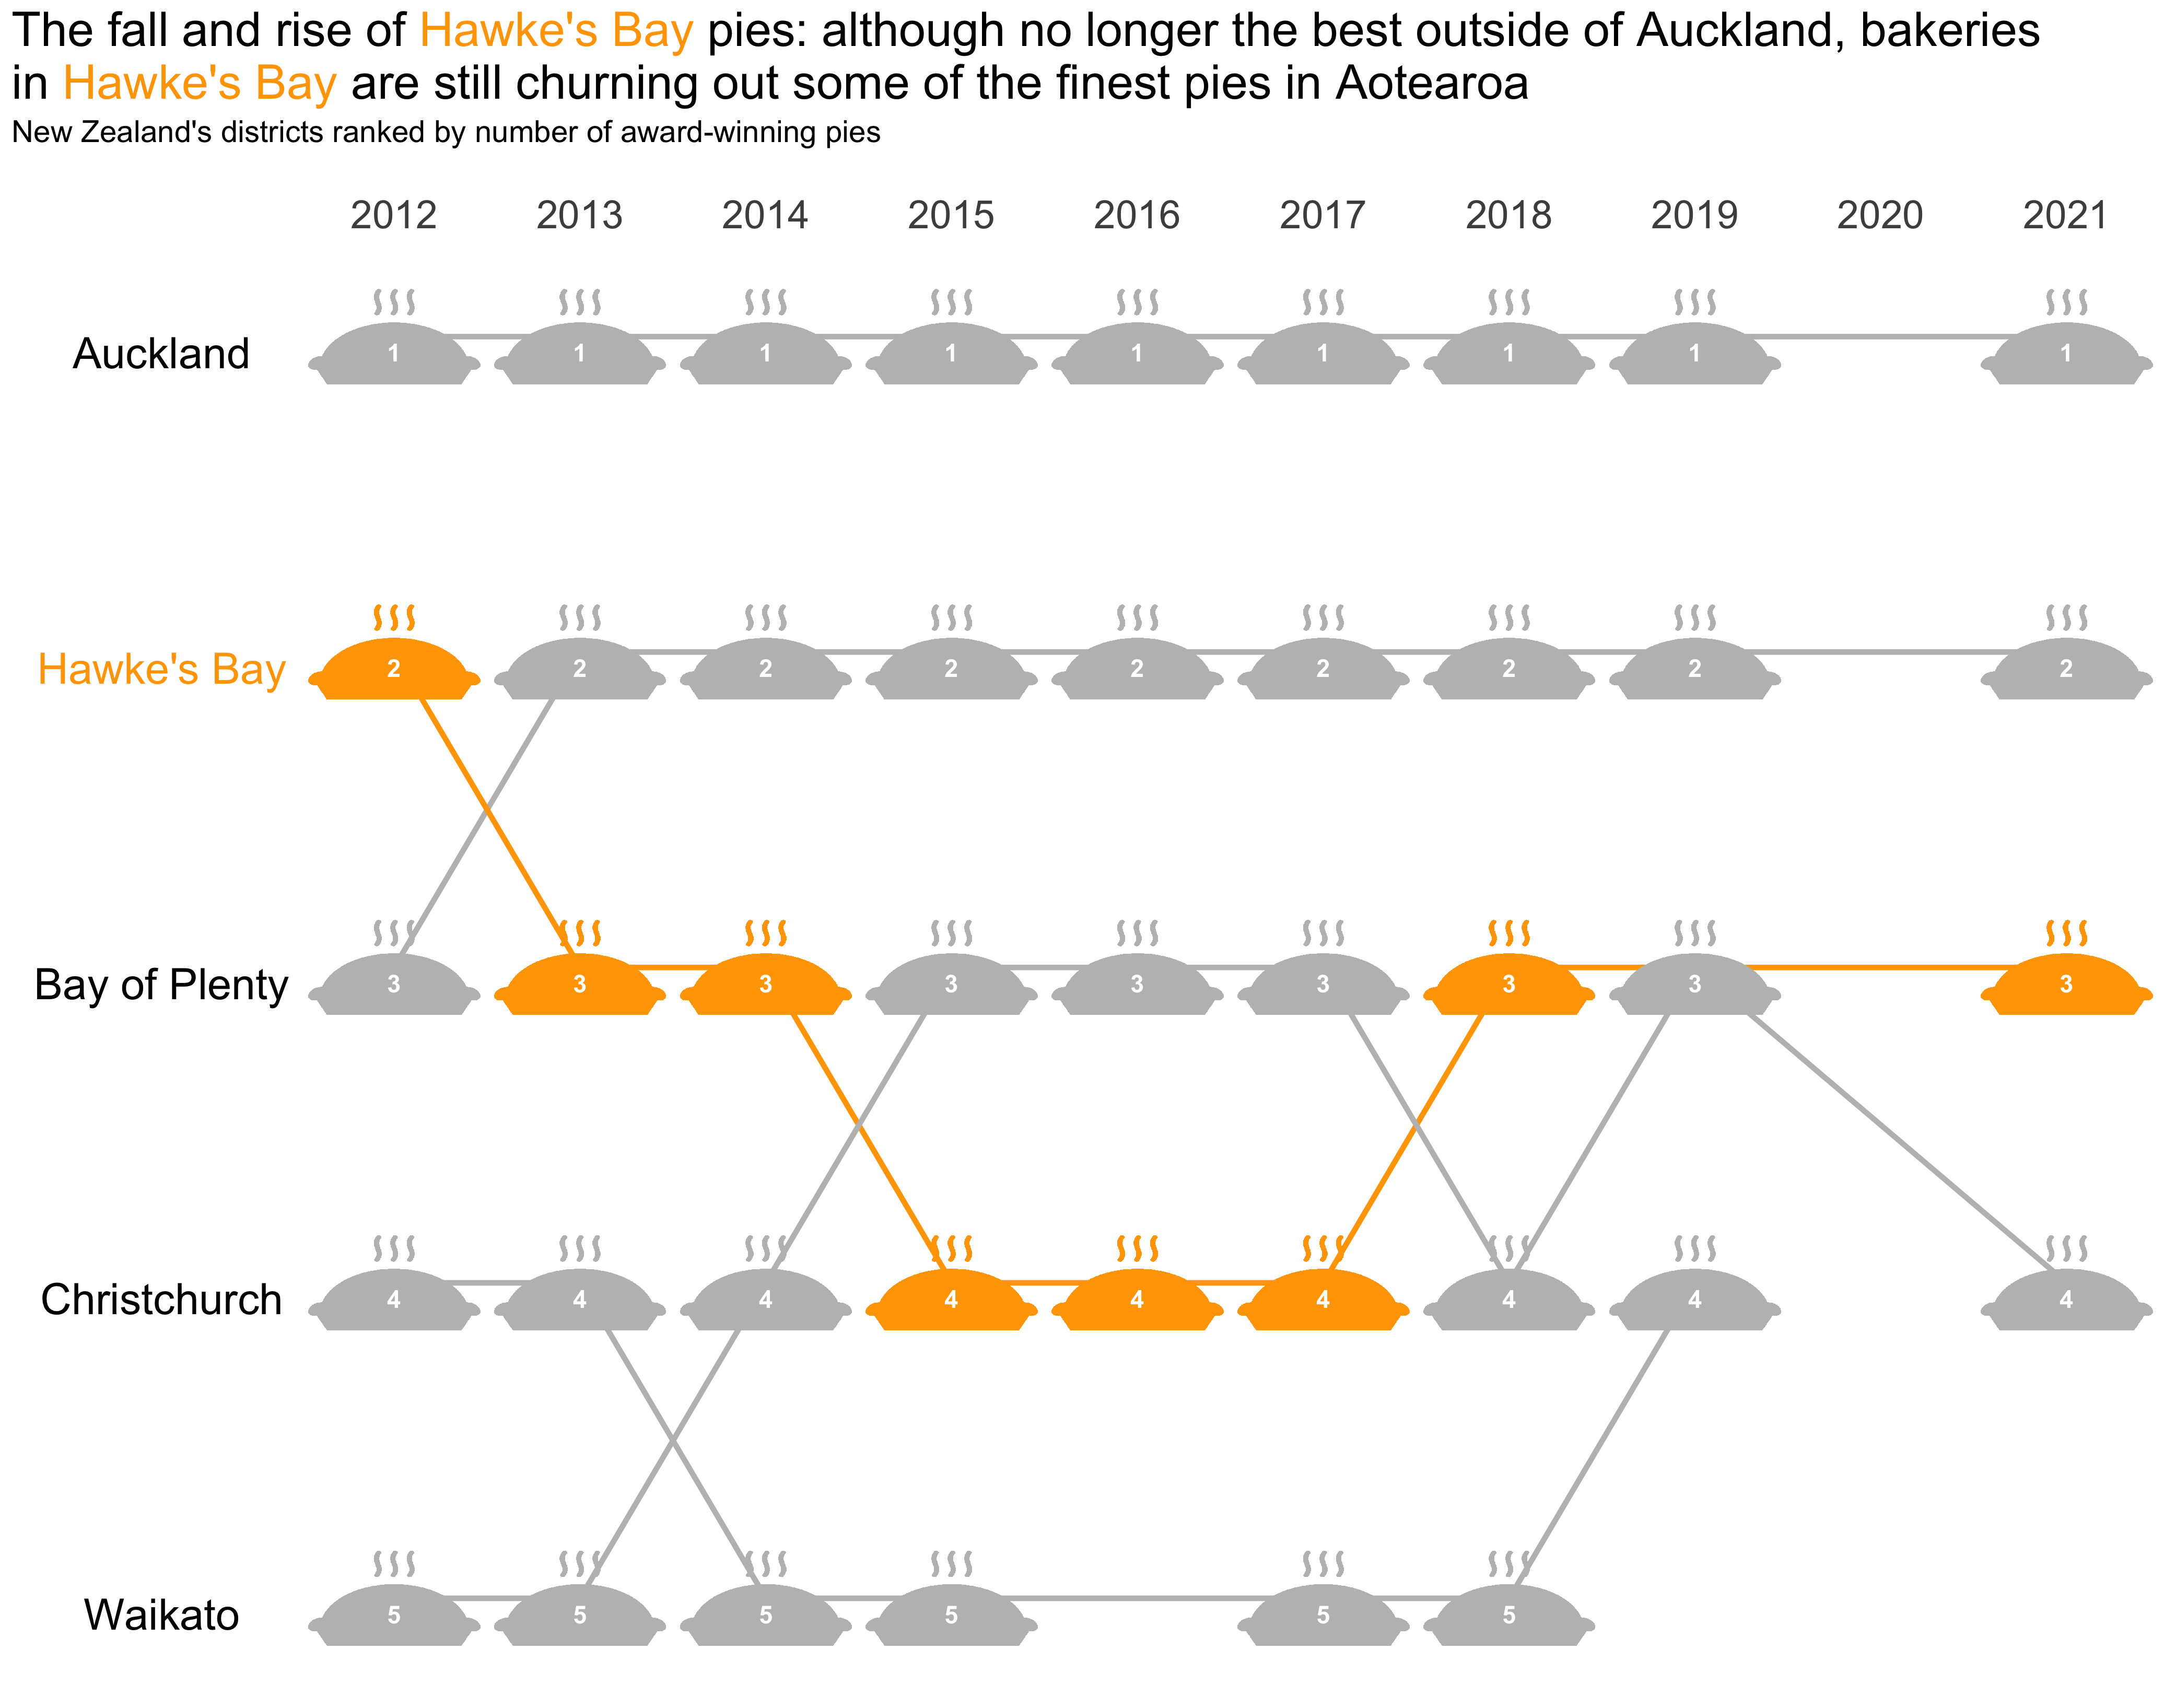 The fall and rise of Hawke's Bay pies: although no longer the best outside of Auckland, bakeries
in Hawke's Bay are still churning out some of the finest pies in Aotearoa
New Zealand's districts ranked by number of award-winning pies
2012 2013 2014 2015 2016 2017 2018 2019 2020 2021
Auckland 1 1 1 1 1 1 1 1 1
Hawke's Bay 2 2 2 2 2 2 2 2 2
Bay of Plenty 3 3 3 3 3 3 3 3 3
Christchurch 4 4 4 4 4 4 4 4 4
Waikato 5 5 5 5 5 5